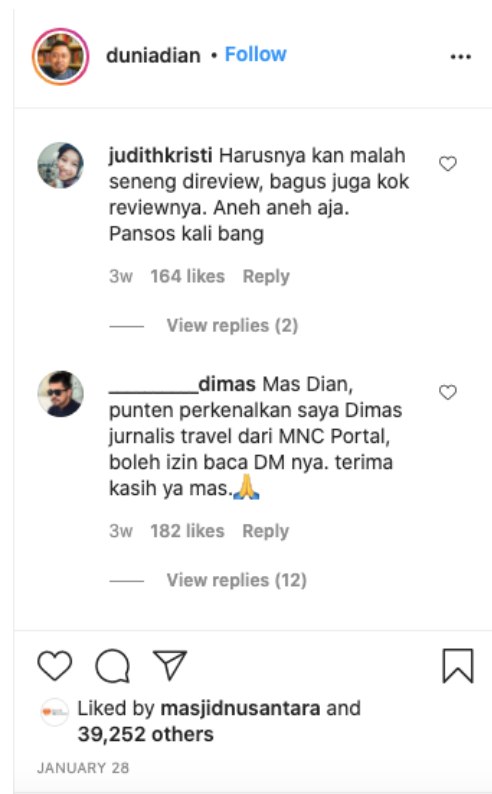 duniadian • Follow
judithkristi Harusnya kan malah
seneng direview, bagus juga kok
reviewnya. Aneh aneh aja.
Pansos kali bang
3w 164 likes Reply
View replies (2)
_________dimas Mas Dian,
punten perkenalkan saya Dimas
jurnalis travel dari MNC Portal,
boleh izin baca DM nya. terima
kasih ya mas.🙏
3w 182 likes Reply
View replies (12)
Liked by masjidnusantara and
39,252 others
JANUARY 28